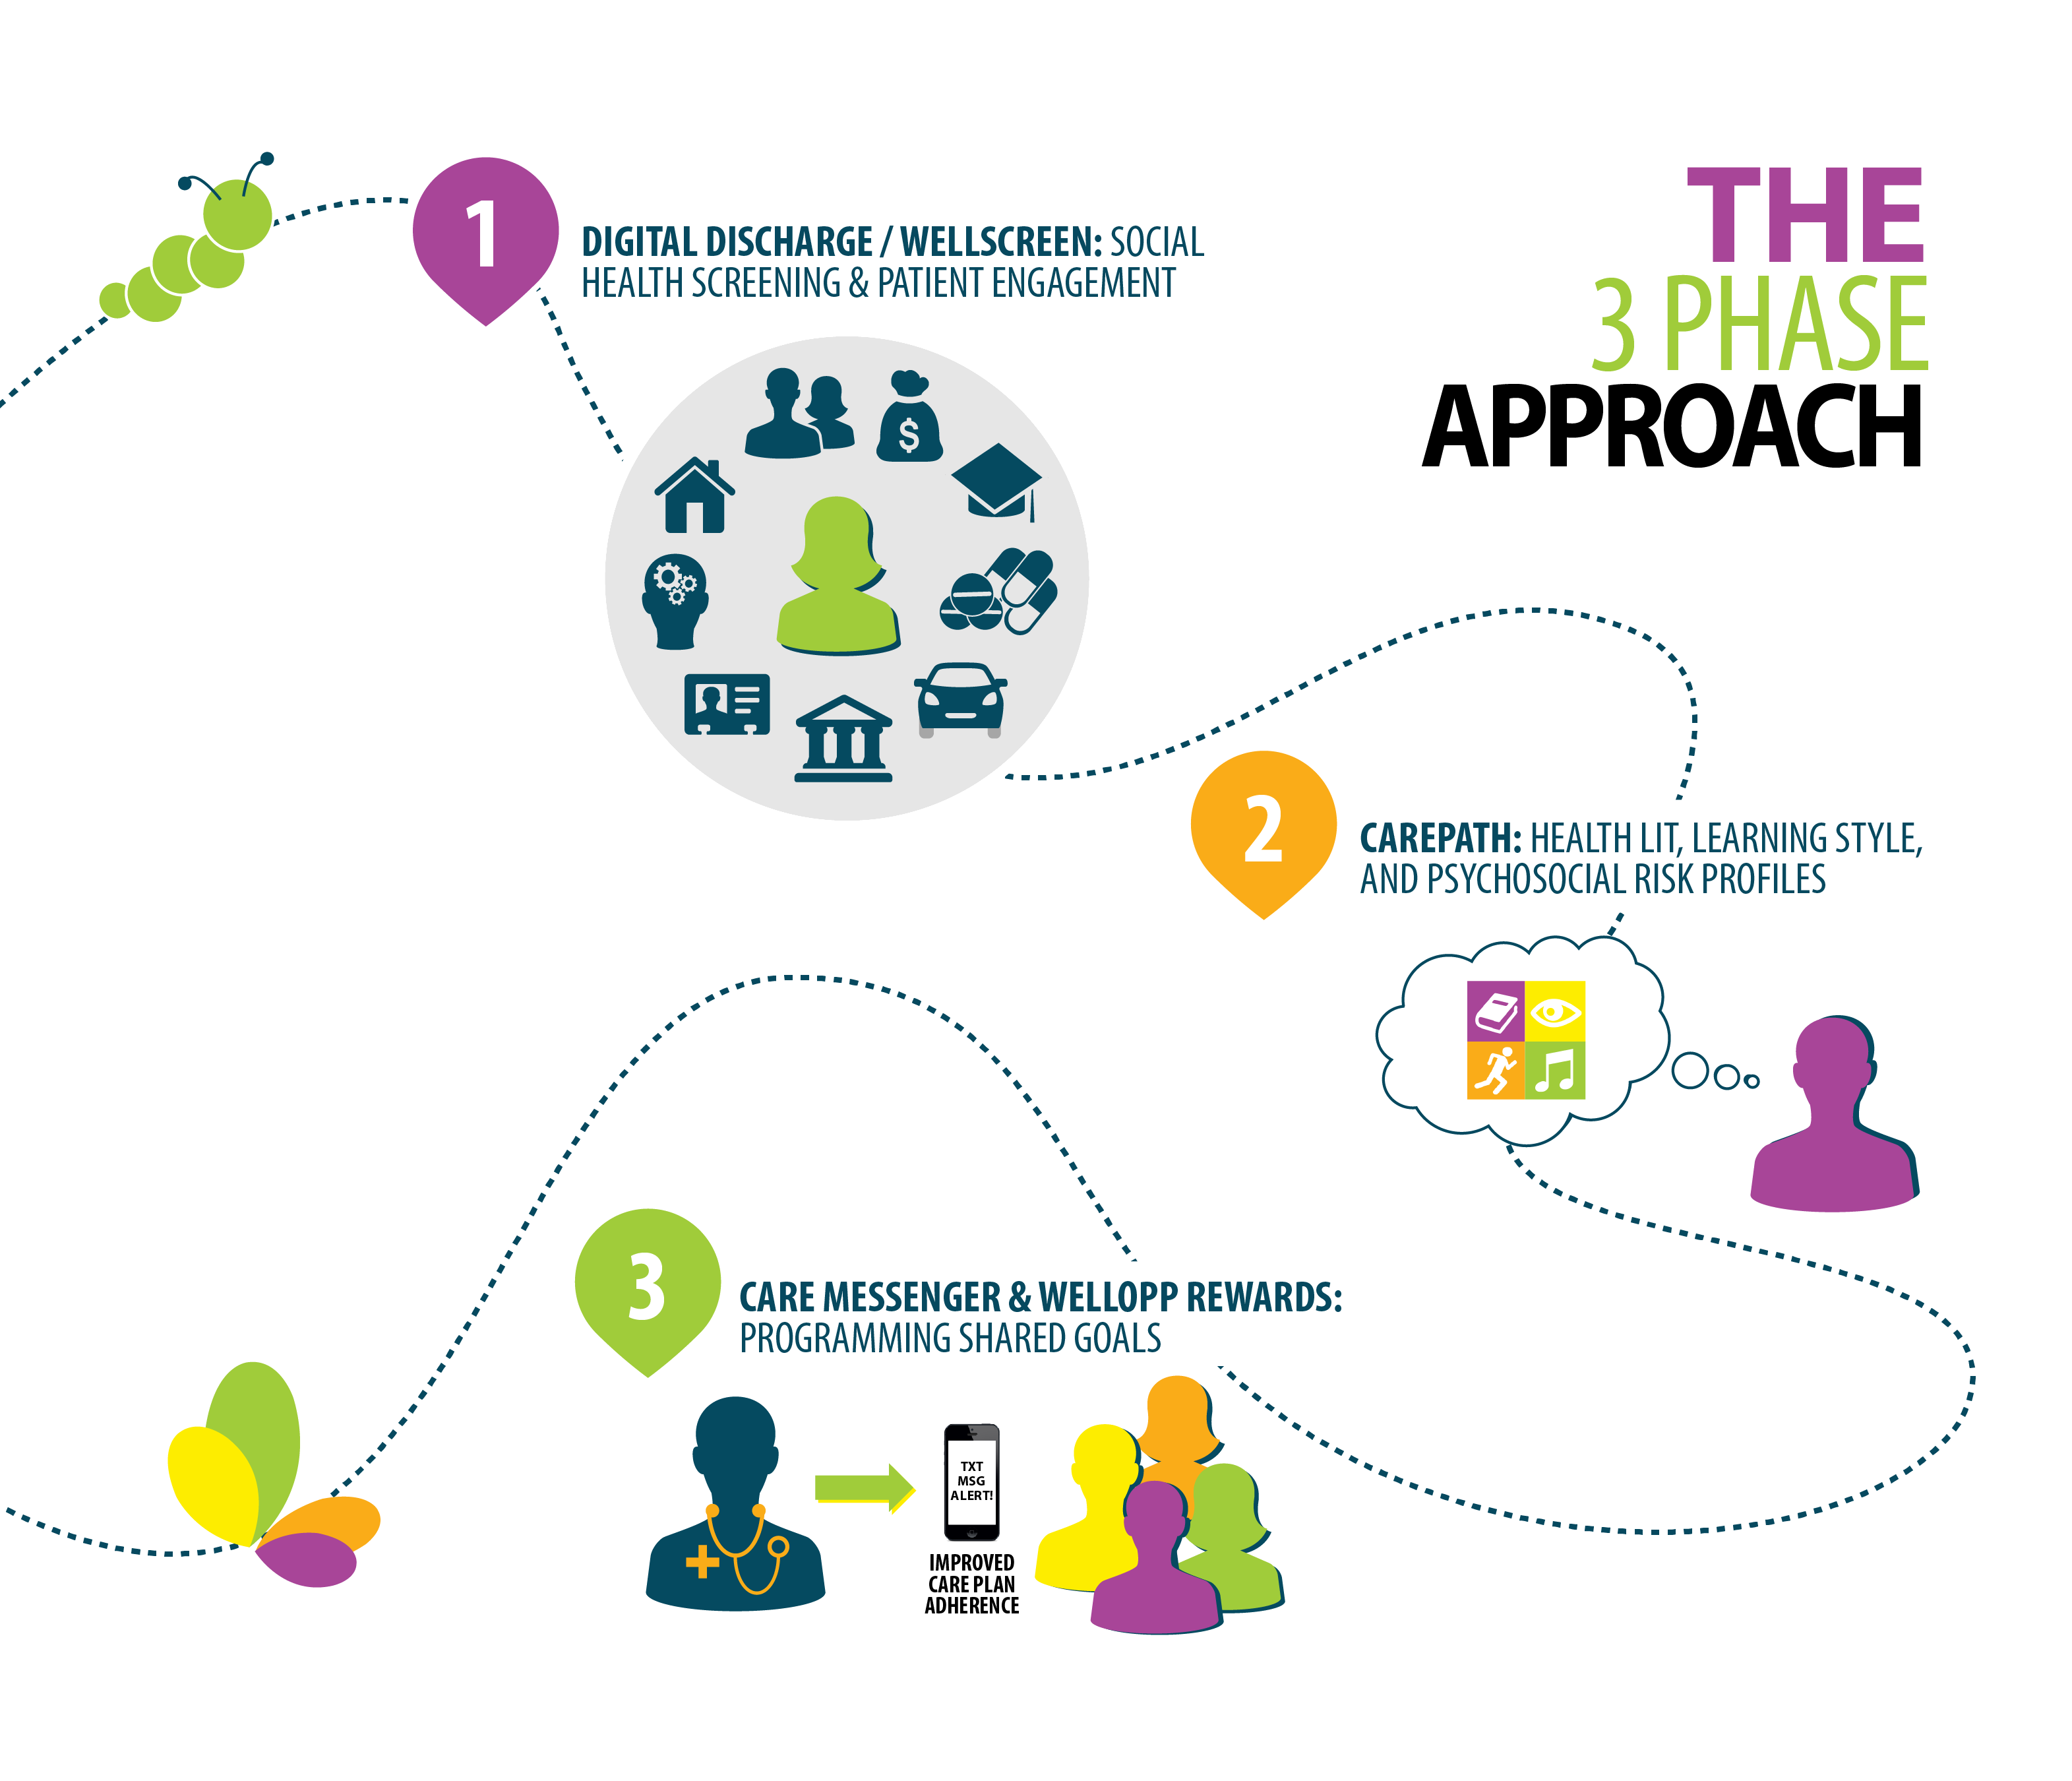 THE
3 PHASE
APPROACH
1
DIGITAL DISCHARGE / WELLSCREEN: SOCIAL
HEALTH SCREENING & PATIENT ENGAGEMENT
$
2
CAREPATH: HEALTH LIT, LEARNING STYLE,
AND PSYCHOSOCIAL RISK PROFILES
3
CARE MESSENGER & WELLOPP REWARDS:
PROGRAMMING SHARED GOALS
TXT
MSG
ALERT!
IMPROVED
CARE PLAN
ADHERENCE